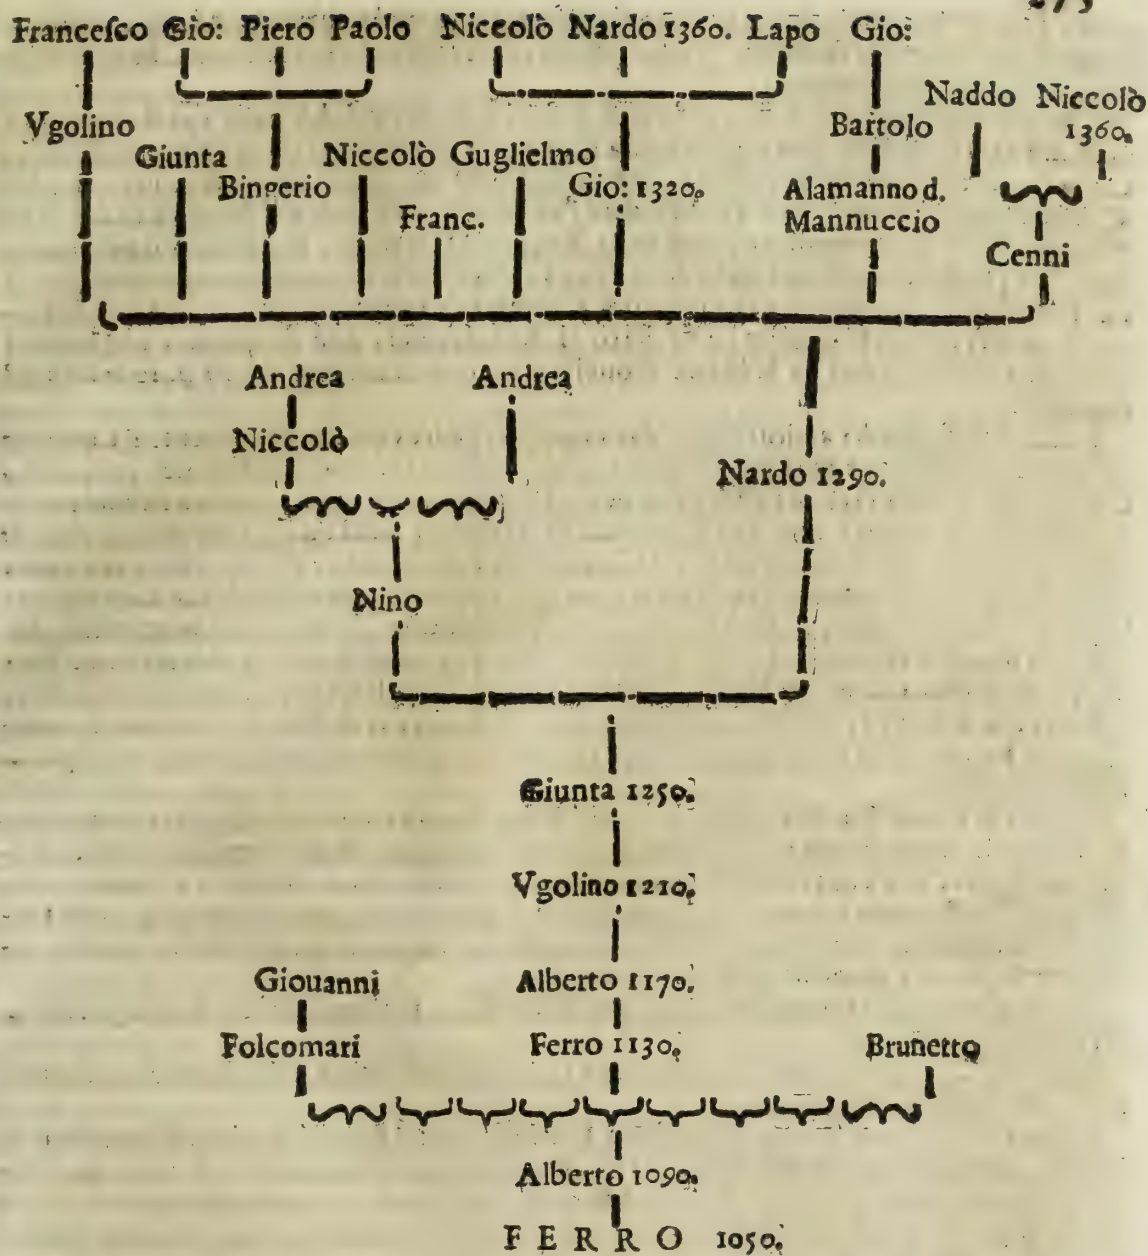 Francesco Gio: Piero Paolo Niccolò Nardo 1360. Lapo Gio:
Naddo Niccolò
1360.
Vgolino Bartolo
Giunta Niccolò Guglielmo
Bingerio Gio: 1320. Alamanno d.
Mannuccio
Franc.
Cenni
Andrea Andrea
Niccolò
Nardo 1290.
Nino
Giunta 1250.
Vgolino 1210.
Giouanni Alberto 1170.
Folcomari Ferro 1130. Brunetto
Alberto 1090.
FERRO 1050.